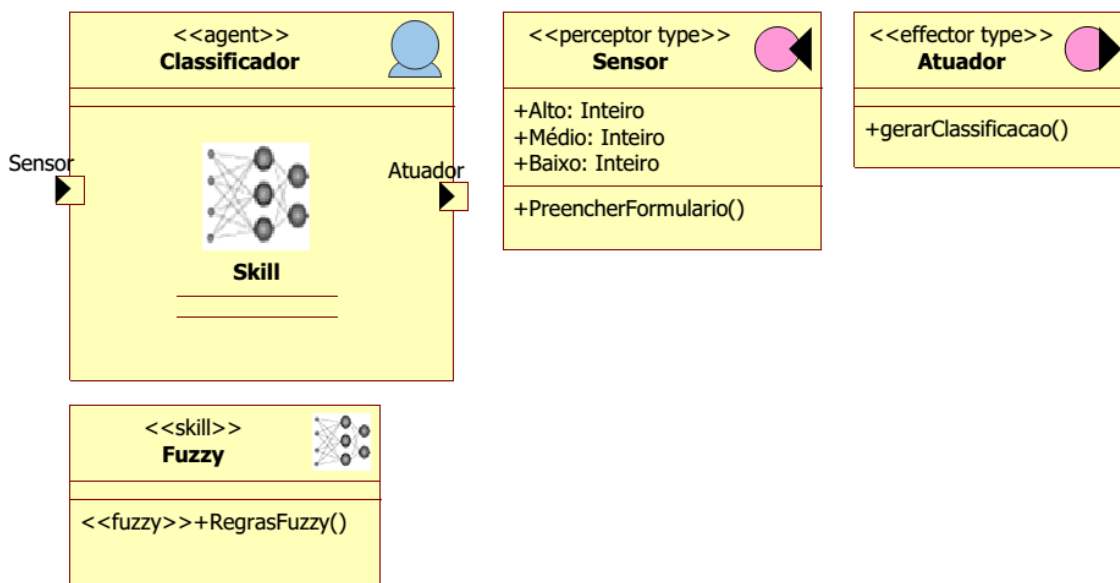 <<agent>>
Classificador
Sensor
Atuador
Skill
<<perceptor type>>
Sensor
+Alto: Inteiro
+Médio: Inteiro
+Baixo: Inteiro
+PreencherFormulario()
<<effector type>>
Atuador
+gerarClassificacao()
<<skill>>
Fuzzy
<<fuzzy>>+RegrasFuzzy()